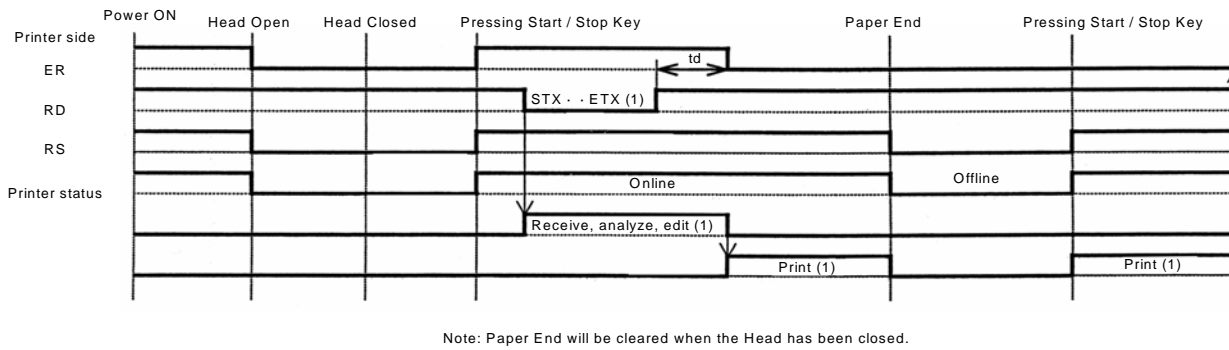 Power ON
Head Open Head Closed Pressing Start / Stop Key Paper End Pressing Start / Stop Key
Printer side
td
ER
STX · · ETX (1)
RD
RS
Online Offline
Printer status
Receive, analyze, edit (1)
Print (1) Print (1)
Note: Paper End will be cleared when the Head has been closed.